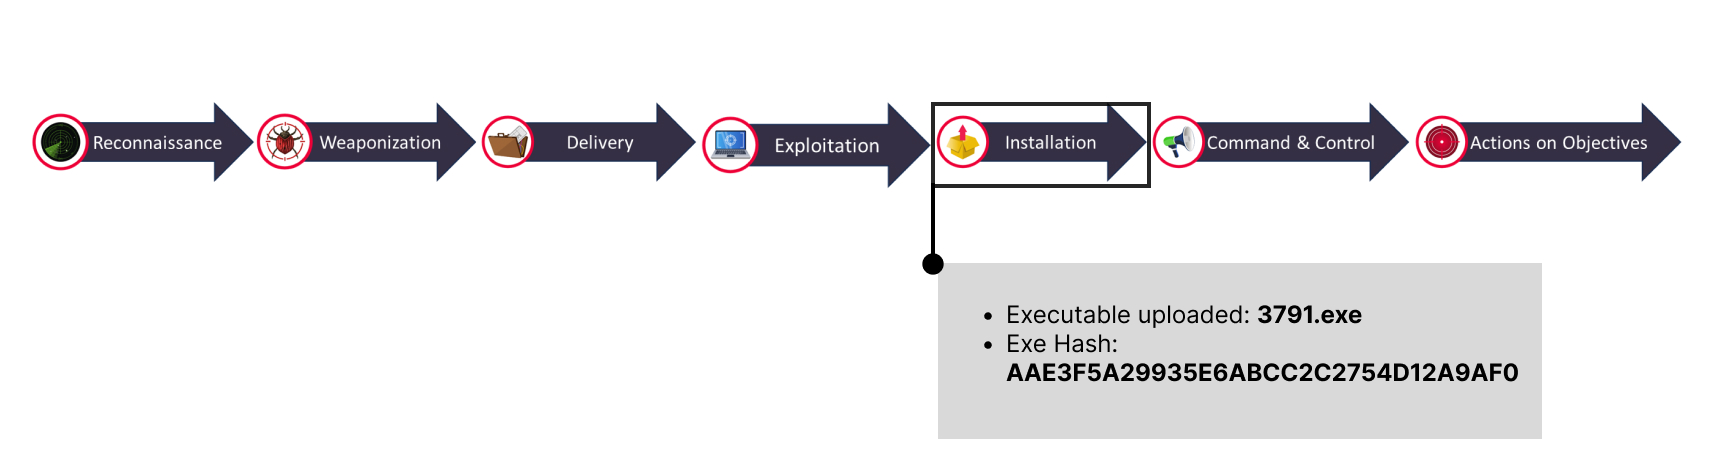 Reconnaissance
Weaponization
Delivery
Exploitation
Installation
Command & Control
Actions on Objectives
• Executable uploaded: 3791.exe
• Exe Hash:
AAE3F5A29935E6ABCC2C2754D12A9AF0